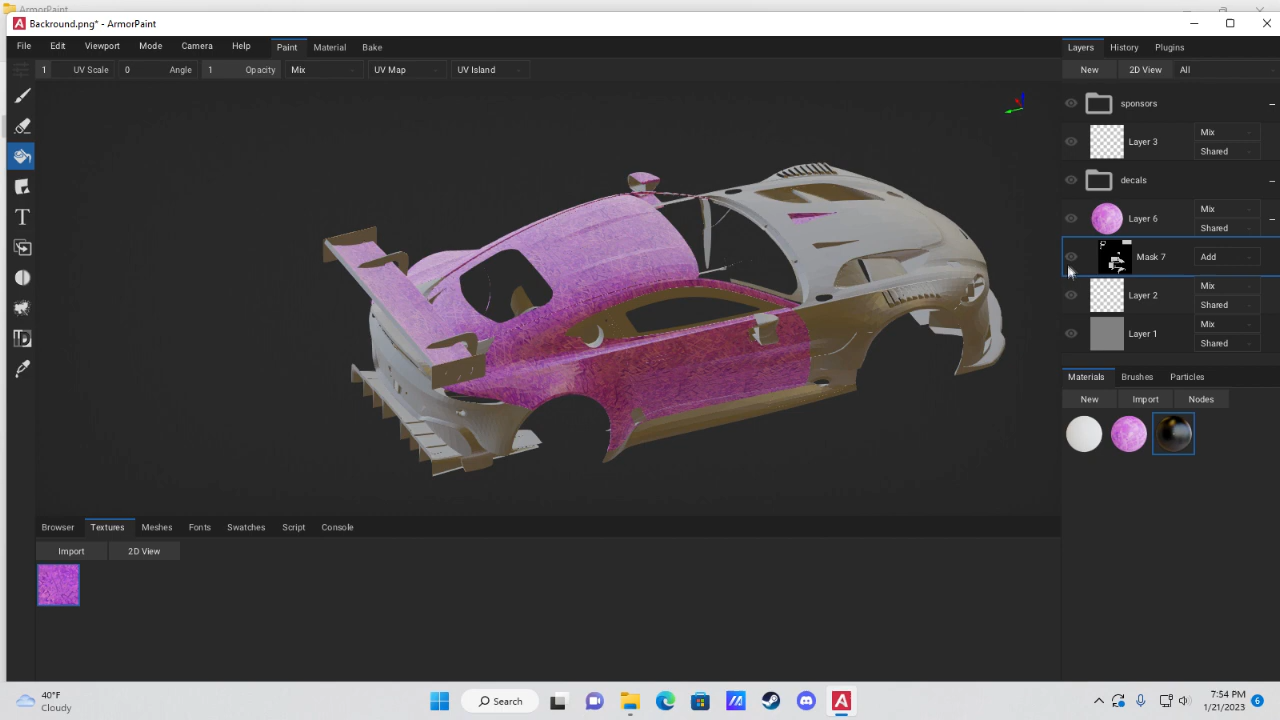 ArmorPaint
Backround.png* - ArmorPaint
File Edit Viewport Mode Camera Help Paint Material Bake
Layers History Plugins
1 UV Scale 0 Angle 1 Opacity Mix UV Map UV Island
New 2D View All
sponsors
Mix
Layer 3
Shared
decals
Mix
Layer 6
Shared
Mask 7 Add
Mix
Layer 2
Shared
Mix
Layer 1
Shared
Materials Brushes Particles
New Import Nodes
T
Browser Textures Meshes Fonts Swatches Script Console
Import 2D View
40°F
Cloudy
Search
7:54 PM
1/21/2023
6